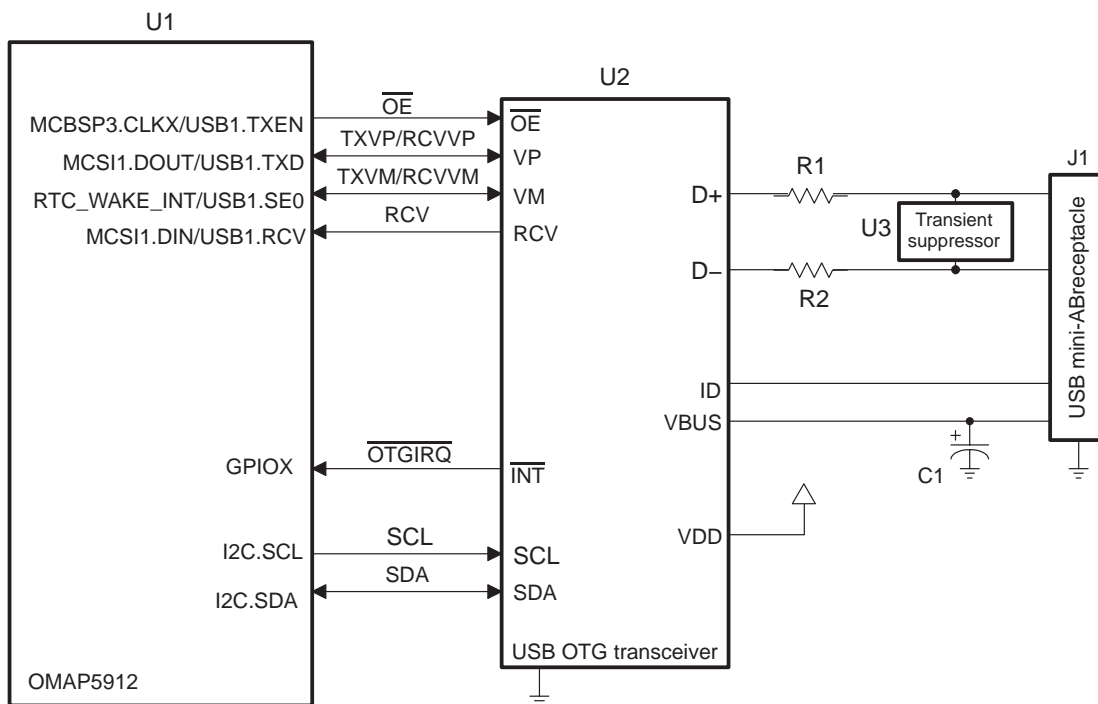 U1
U2
MCBSP3.CLKX/USB1.TXEN
OE
OE
MCSI1.DOUT/USB1.TXD
TXVP/RCVVP
VP
RTC_WAKE_INT/USB1.SE0
TXVM/RCVVM
VM
MCSI1.DIN/USB1.RCV
RCV
RCV
D+
R1
J1
U3
Transient
suppressor
D–
R2
USB mini-ABreceptacle
ID
VBUS
+
C1
GPIOX
OTGIRQ
INT
VDD
I2C.SCL
SCL
SCL
I2C.SDA
SDA
SDA
USB OTG transceiver
OMAP5912